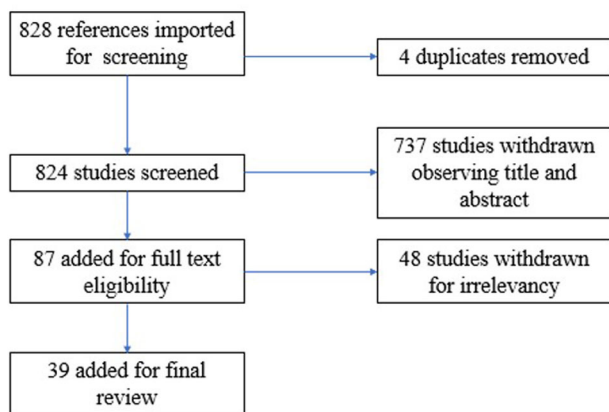 828 references imported
for screening
4 duplicates removed
824 studies screened
737 studies withdrawn
observing title and
abstract
87 added for full text
eligibility
48 studies withdrawn
for irrelevancy
39 added for final
review